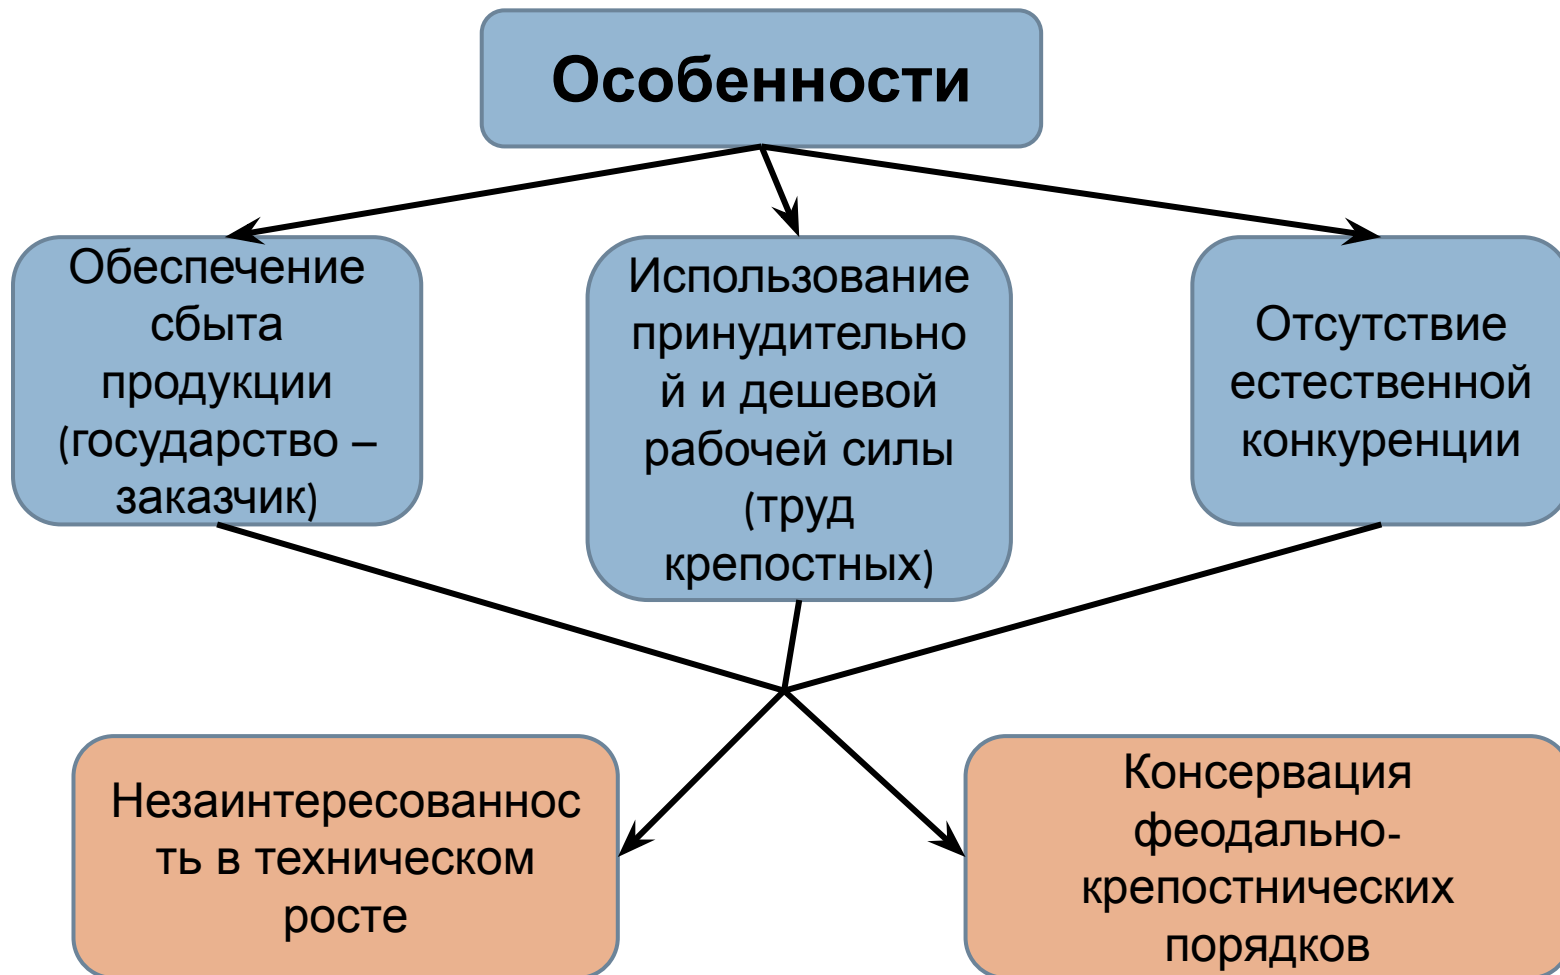 Особенности
Обеспечение
сбыта
продукции
(государство –
заказчик)
Использование
принудительно
й и дешевой
рабочей силы
(труд
крепостных)
Отсутствие
естественной
конкуренции
Незаинтересованнос
ть в техническом
росте
Консервация
феодально-
крепостнических
порядков